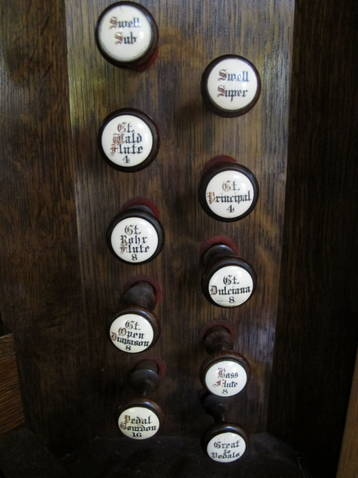 Swell
Sub
Swell
Super
Gt.
Wald
Flute
4
Gt.
Principal
4
Gt.
Rohr
Flute
8
Gt.
Dulciana
8
Gt.
Open
Diapason
8
Bass
Flute
8
Pedal
Bourdon
16
Great
to
Pedals